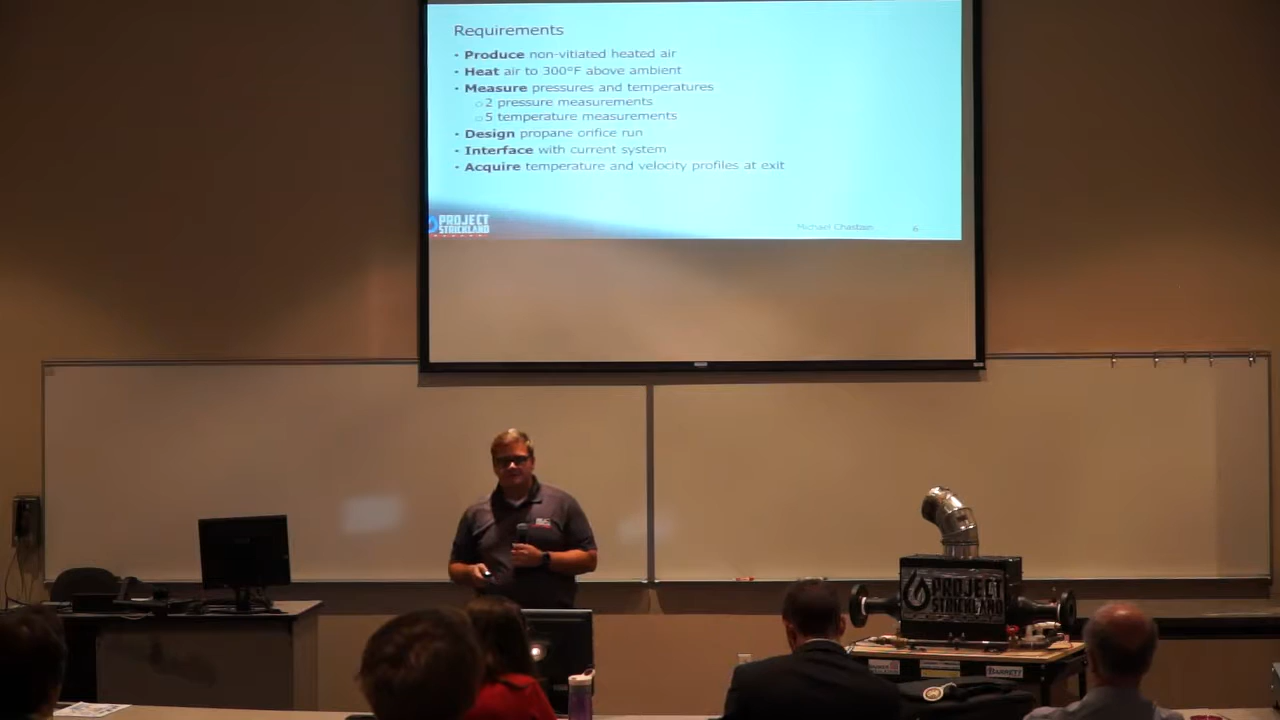 Requirements
• Produce non-vitiated heated air
• Heat air to 300°F above ambient
• Measure pressures and temperatures
○ 2 pressure measurements
○ 5 temperature measurements
• Design propane orifice run
• Interface with current system
• Acquire temperature and velocity profiles at exit
PROJECT
STRICKLAND
Michael Chastain 6
PROJECT
STRICKLAND
BARRETT